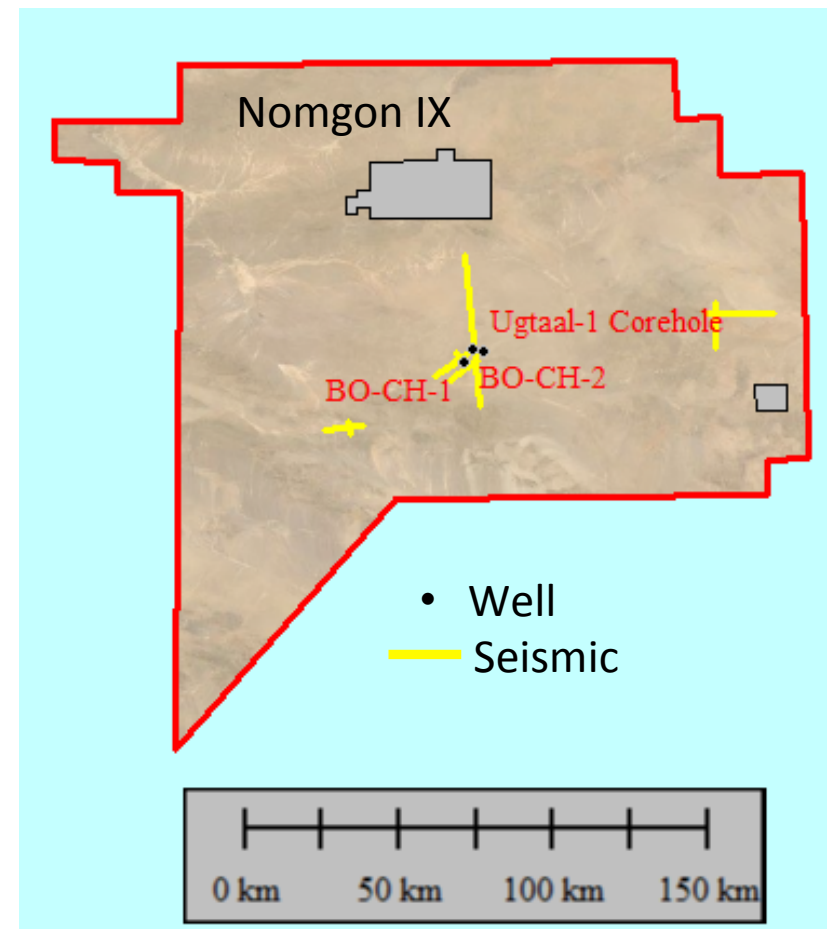 Nomgon IX
Ugtaal-1 Corehole
BO-CH-1
BO-CH-2
Well
Seismic
0 km 50 km 100 km 150 km